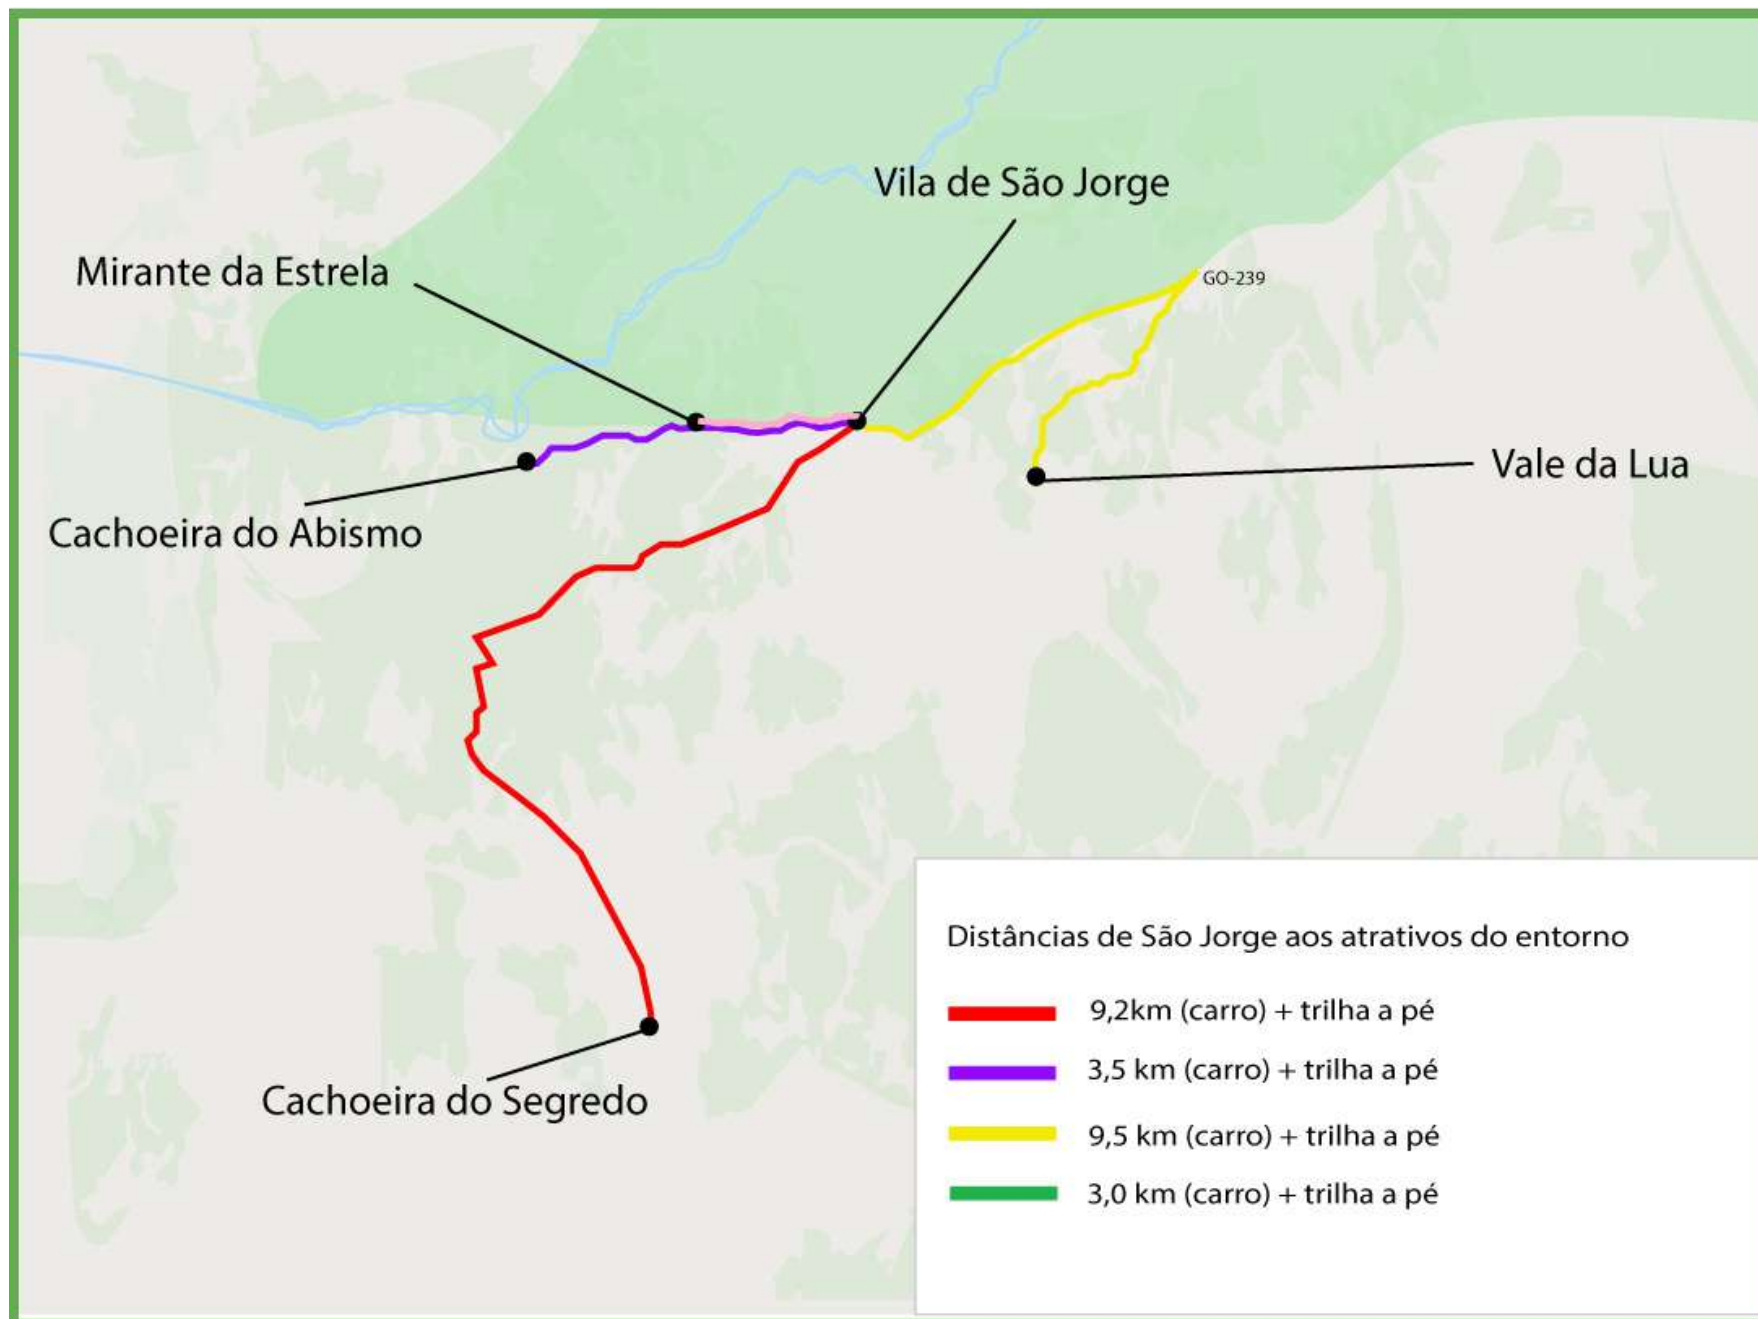 Vila de São Jorge
Mirante da Estrela
GO-239
Vale da Lua
Cachoeira do Abismo
Cachoeira do Segredo
Distâncias de São Jorge aos atrativos do entorno
9,2km (carro) + trilha a pé
3,5 km (carro) + trilha a pé
9,5 km (carro) + trilha a pé
3,0 km (carro) + trilha a pé